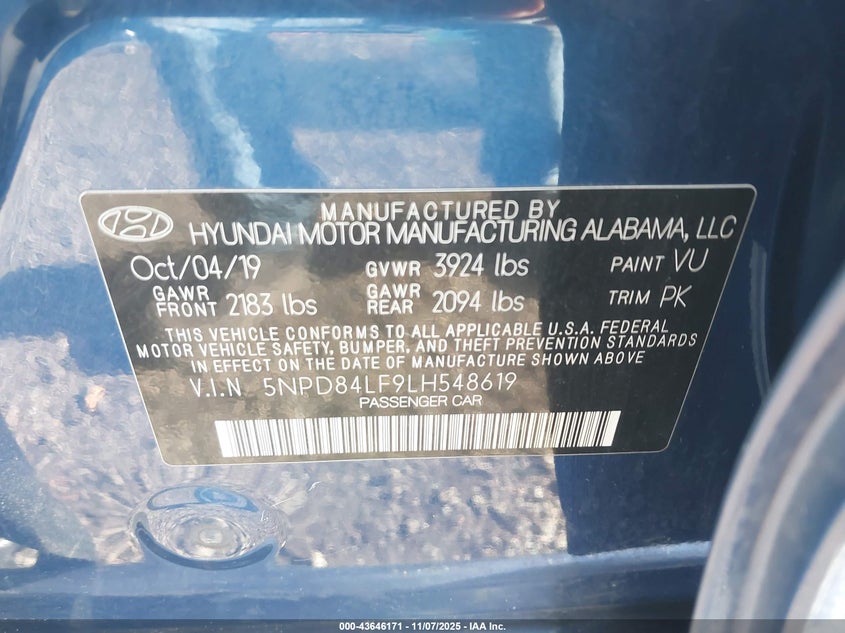 MANUFACTURED BY
HYUNDAI MOTOR MANUFACTURING ALABAMA, LLC
Oct/04/19 GVWR 3924 lbs PAINT VU
GAWR FRONT 2183 lbs GAWR REAR 2094 lbs TRIM PK
THIS VEHICLE CONFORMS TO ALL APPLICABLE U.S.A. FEDERAL
MOTOR VEHICLE SAFETY, BUMPER, AND THEFT PREVENTION STANDARDS
IN EFFECT ON THE DATE OF MANUFACTURE SHOWN ABOVE
V.I.N 5NPD84LF9LH548619
PASSENGER CAR
000-43646171 - 11/07/2025 - IAA Inc.